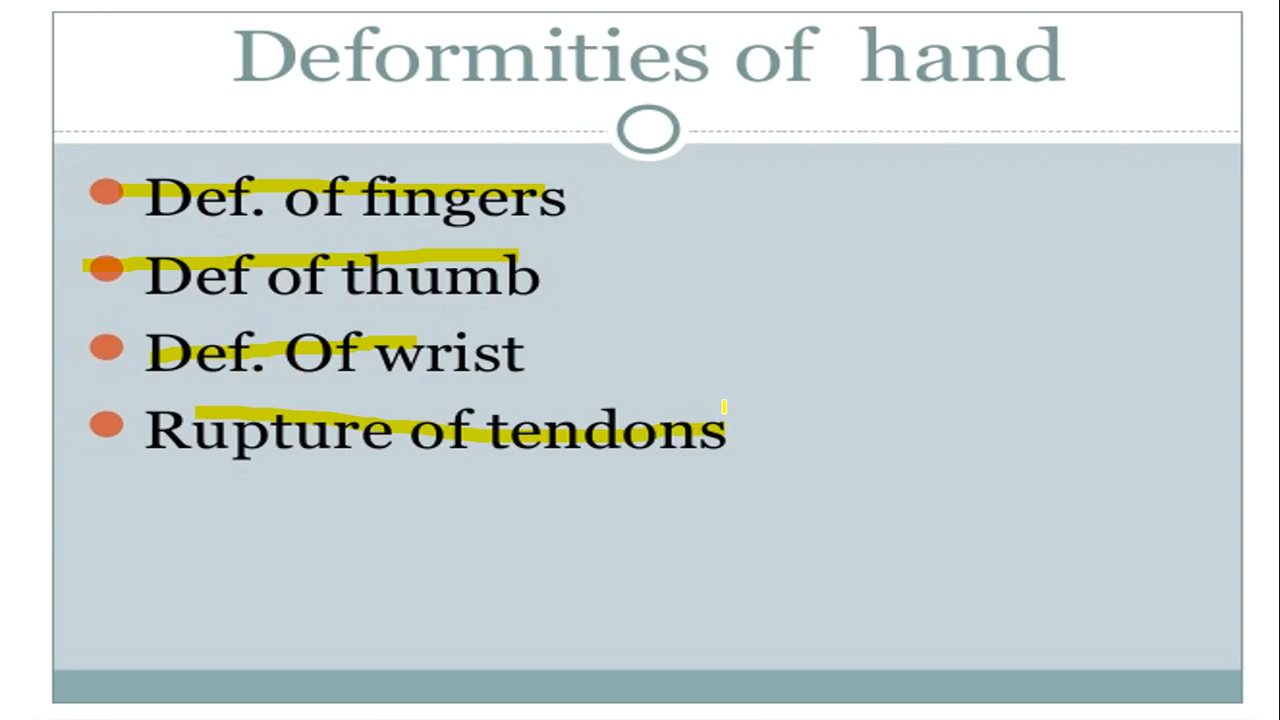 Deformities of hand
Def. of fingers
Def of thumb
Def. Of wrist
Rupture of tendons